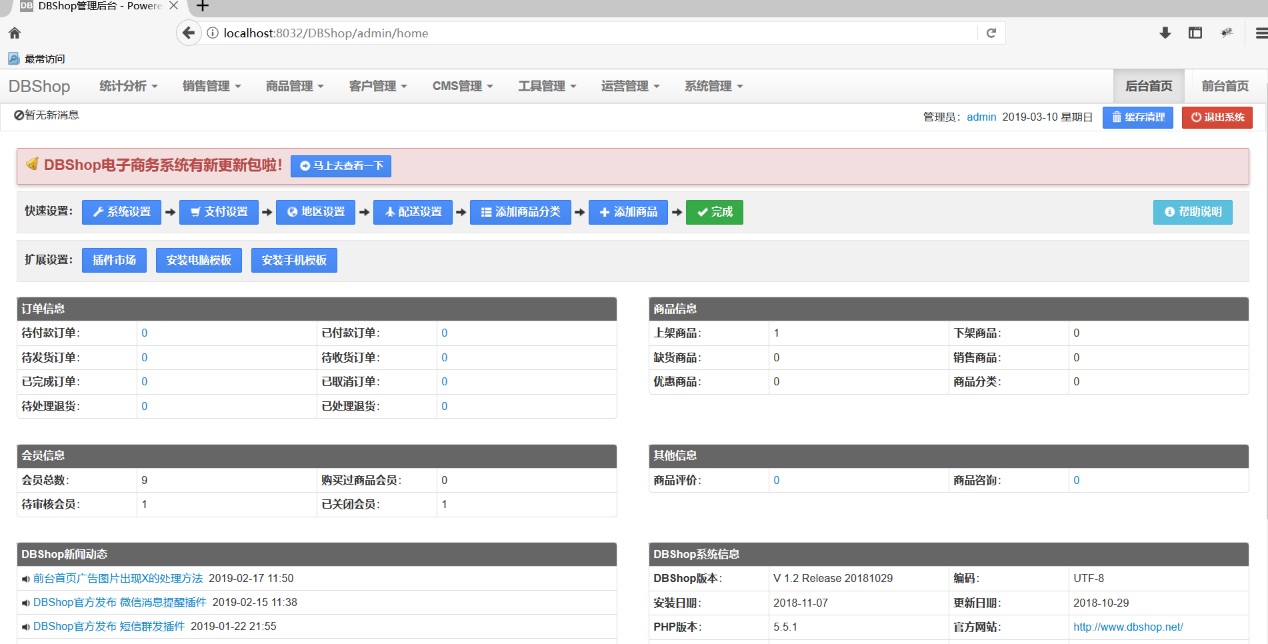 DBShop管理后台 - Powere
localhost:8032/DBShop/admin/home
最常访问
DBShop 统计分析 销售管理 商品管理 客户管理 CMS管理 工具管理 运营管理 系统管理 后台首页 前台首页
暂无新消息 管理员: admin 2019-03-10 星期日 缓存清理 退出系统
DBShop电子商务系统有新更新包啦! 马上去查看一下
快速设置: 系统设置 支付设置 地区设置 配送设置 添加商品分类 添加商品 完成 帮助说明
扩展设置: 插件市场 安装电脑模板 安装手机模板
订单信息 商品信息
待付款订单: 0 已付款订单: 0 上架商品: 1 下架商品: 0
待发货订单: 0 待收货订单: 0 缺货商品: 0 销售商品: 0
已完成订单: 0 已取消订单: 0 优惠商品: 0 商品分类: 0
待处理退货: 0 已处理退货: 0
会员信息 其他信息
会员总数: 9 购买过商品会员: 0 商品评价: 0 商品咨询: 0
待审核会员: 1 已关闭会员: 1
DBShop新闻动态 DBShop系统信息
前台首页广告图片出现X的处理方法 2019-02-17 11:50 DBShop版本: V 1.2 Release 20181029 编码: UTF-8
DBShop官方发布 微信消息提醒插件 2019-02-15 11:38 安装日期: 2018-11-07 更新日期: 2018-10-29
DBShop官方发布 短信群发插件 2019-01-22 21:55 PHP版本: 5.5.1 官方网站: http://www.dbshop.net/